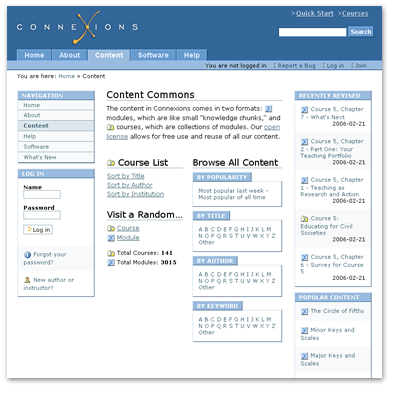 CONNEXIONS
>Quick Start >Courses
Search
Home About Content Software Help
You are not logged in Report a Bug Log in Join
You are here: Home > Content
NAVIGATION
Home
About
Content
Help
Software
What's New
LOG IN
Name
Password
Log in
Forgot your
password?
New author or
instructor?
Content Commons
The content in Connexions comes in two formats:
modules, which are like small "knowledge chunks," and
courses, which are collections of modules. Our open
license allows for free use and reuse of all our content.
Course List
Sort by Title
Sort by Author
Sort by Institution
Visit a Random...
Course
Module
Total Courses: 141
Total Modules: 3015
Browse All Content
BY POPULARITY
Most popular last week -
Most popular of all time
BY TITLE
A B C D E F G H I J K L M
N O P Q R S T U V W X Y Z
Other
BY AUTHOR
A B C D E F G H I J K L M
N O P Q R S T U V W X Y Z
Other
BY KEYWORD
A B C D E F G H I J K L M
N O P Q R S T U V W X Y Z
Other
RECENTLY REVISED
Course 5, Chapter
7 - What's Next
2006-02-21
Course 5, Chapter
2 - Part One: Your
Teaching Portfolio
Course 5, Chapter
1 - Teaching as
Research and Action
2006-02-21
Course 5:
Educating for Civil
Societies
2006-02-21
Course 5, Chapter
6 - Survey for Course
5
2006-02-21
POPULAR CONTENT
The Circle of Fifths
Minor Keys and
Scales
Major Keys and
Scales